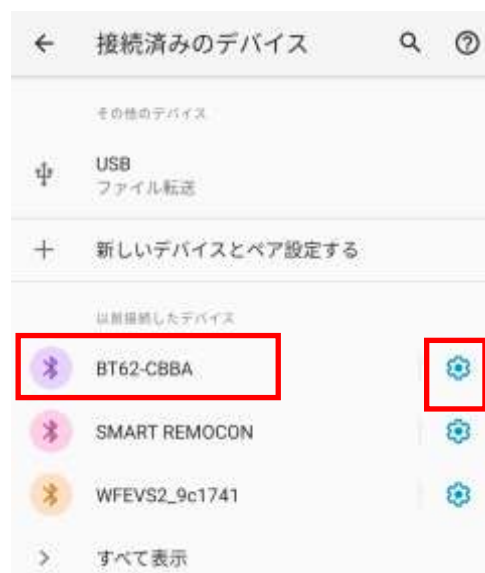 接続済みのデバイス
その他のデバイス
USB
ファイル転送
新しいデバイスとペア設定する
以前接続したデバイス
BT62-CBBA
SMART REMOCON
WFEVS2_9c1741
すべて表示